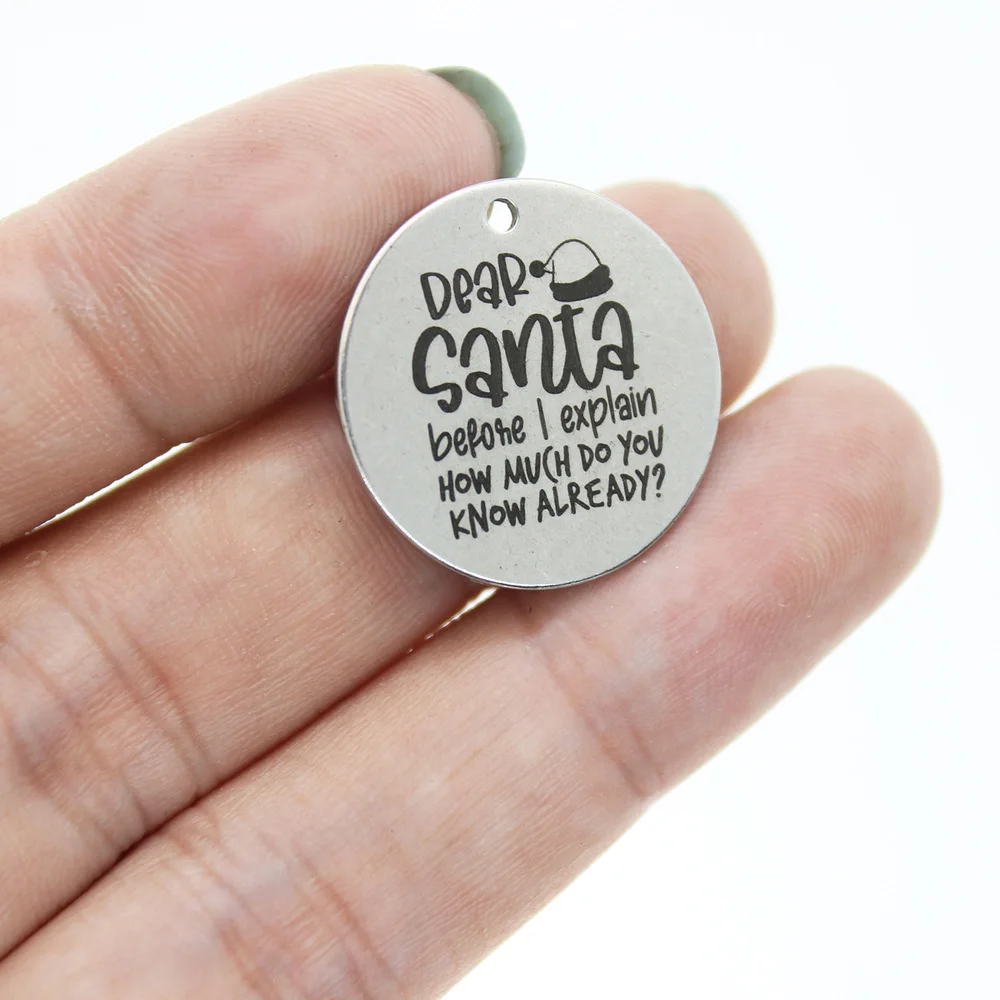 DeaR
Santa
before I explain
HOW MUCH DO YOU
KNOW ALREADY?